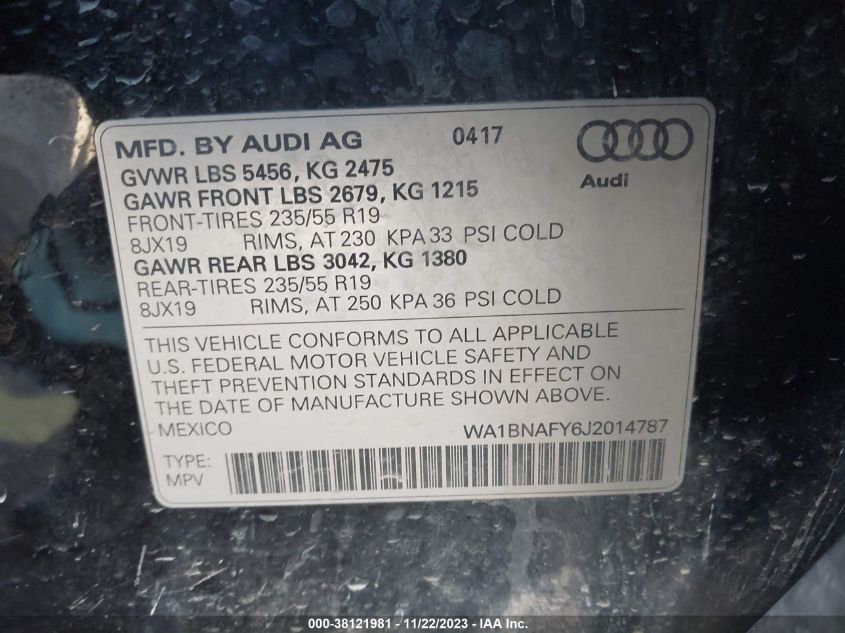 MFD. BY AUDI AG 0417
Audi
GVWR LBS 5456, KG 2475
GAWR FRONT LBS 2679, KG 1215
FRONT-TIRES 235/55 R19
8JX19 RIMS, AT 230 KPA 33 PSI COLD
GAWR REAR LBS 3042, KG 1380
REAR-TIRES 235/55 R19
8JX19 RIMS, AT 250 KPA 36 PSI COLD
THIS VEHICLE CONFORMS TO ALL APPLICABLE
U.S. FEDERAL MOTOR VEHICLE SAFETY AND
THEFT PREVENTION STANDARDS IN EFFECT ON
THE DATE OF MANUFACTURE SHOWN ABOVE.
MEXICO WA1BNAFY6J2014787
TYPE:
MPV
000-38121981 - 11/22/2023 - IAA Inc.